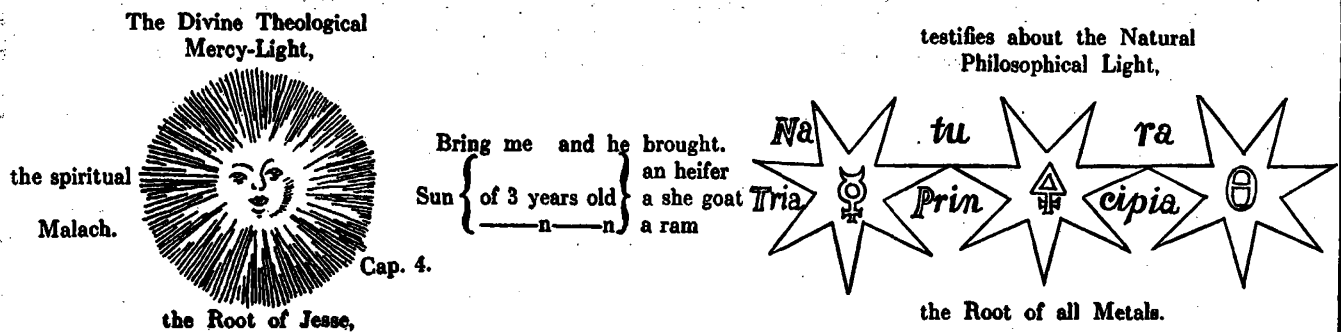 The Divine Theological
Mercy-Light,
the spiritual
Malach.
Cap. 4.
the Root of Jesse,
Bring me and he brought.
an heifer
Sun of 3 years old a she goat
n n a ram
testifies about the Natural
Philosophical Light,
Na tu ra
Tria Prin cipia
the Root of all Metals.